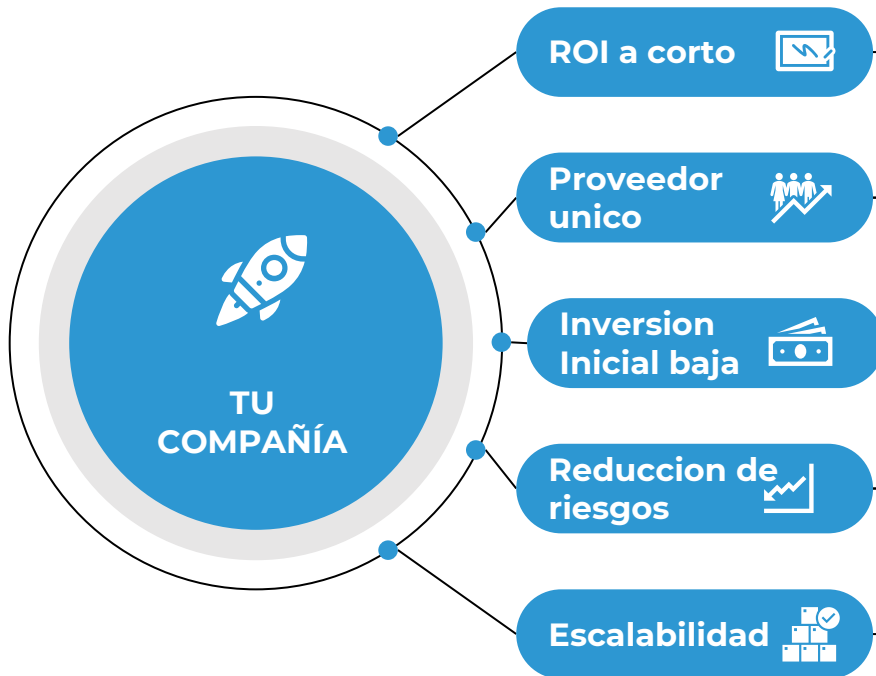 ROI a corto
Proveedor
unico
Inversion
Inicial baja
TU
COMPAÑÍA
Reduccion de
riesgos
Escalabilidad